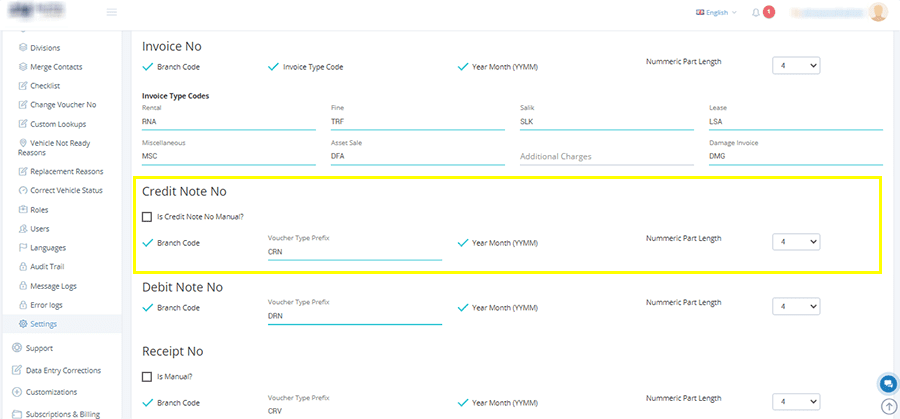 English
1
Divisions
Merge Contacts
Checklist
Change Voucher No
Custom Lookups
Vehicle Not Ready
Reasons
Replacement Reasons
Correct Vehicle Status
Roles
Users
Languages
Audit Trail
Message Logs
Error logs
Settings
Support
Data Entry Corrections
Customizations
Subscriptions & Billing
Invoice No
Branch Code
Invoice Type Code
Year Month (YYMM)
Nummeric Part Length
4
Invoice Type Codes
Rental
Fine
Salik
Lease
RNA
TRF
SLK
LSA
Miscellaneous
Asset Sale
Damage Invoice
MSC
DFA
Additional Charges
DMG
Credit Note No
Is Credit Note No Manual?
Branch Code
Voucher Type Prefix
CRN
Year Month (YYMM)
Nummeric Part Length
4
Debit Note No
Branch Code
Voucher Type Prefix
DRN
Year Month (YYMM)
Nummeric Part Length
4
Receipt No
Is Manual?
Branch Code
Voucher Type Prefix
CRV
Year Month (YYMM)
Nummeric Part Length
4